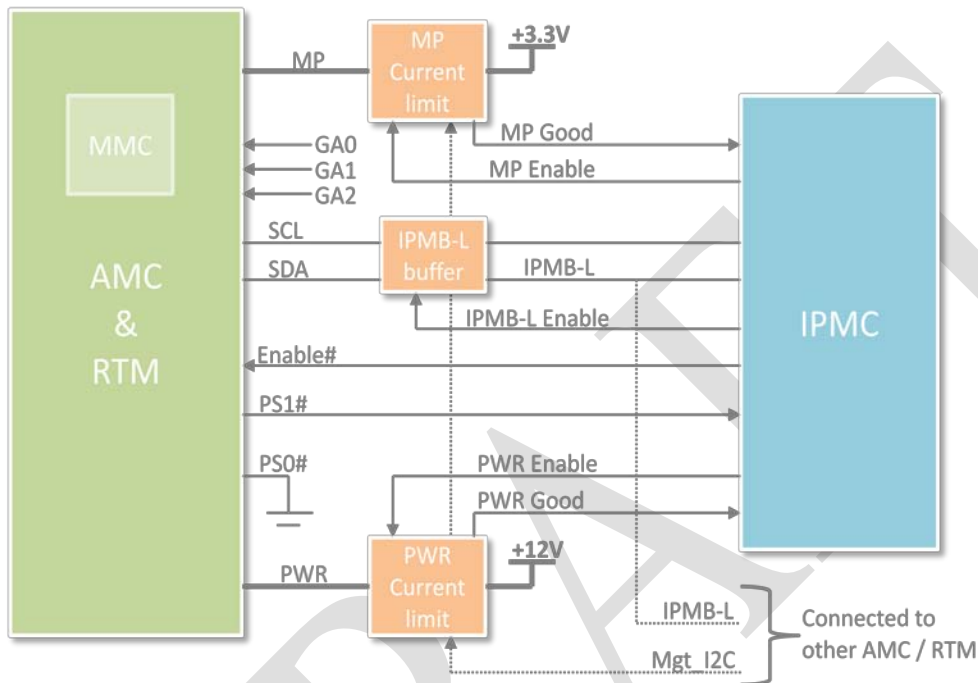 MP
MP
Current
limit
+3.3V
MMC
GA0
GA1
GA2
MP Good
MP Enable
SCL
SDA
IPMB-L
buffer
IPMB-L
IPMB-L Enable
AMC
&
RTM
IPMC
Enable#
PS1#
PS0#
PWR Enable
PWR Good
PWR
PWR
Current
limit
+12V
IPMB-L
Mgt_I2C
Connected to
other AMC / RTM